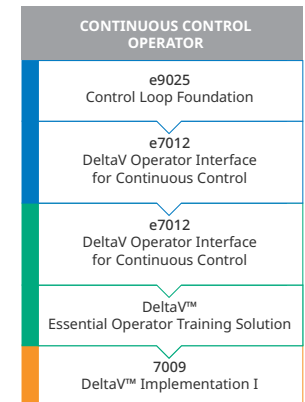 CONTINUOUS CONTROL
OPERATOR
e9025
Control Loop Foundation
e7012
DeltaV Operator Interface
for Continuous Control
e7012
DeltaV Operator Interface
for Continuous Control
DeltaV™
Essential Operator Training Solution
7009
DeltaV™ Implementation I